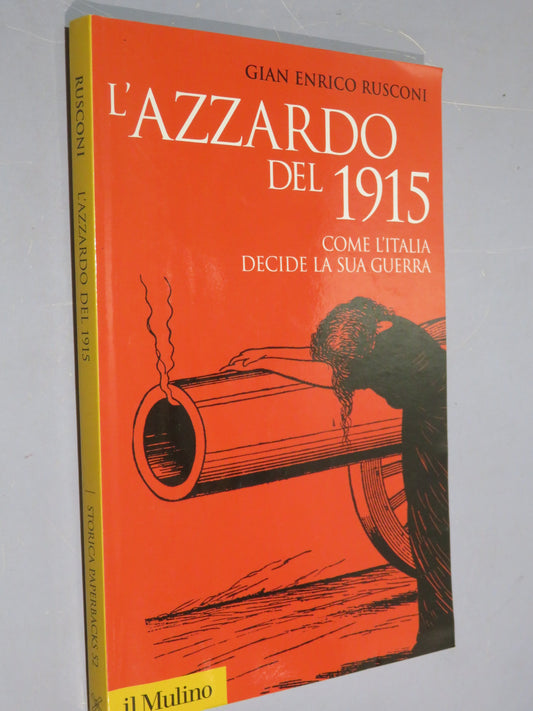 GIAN ENRICO RUSCONI
L'AZZARDO
DEL 1915
COME L'ITALIA
DECIDE LA SUA GUERRA
il Mulino
RUSCONI L'AZZARDO DEL 1915 / STORICA PAPERBACKS 52